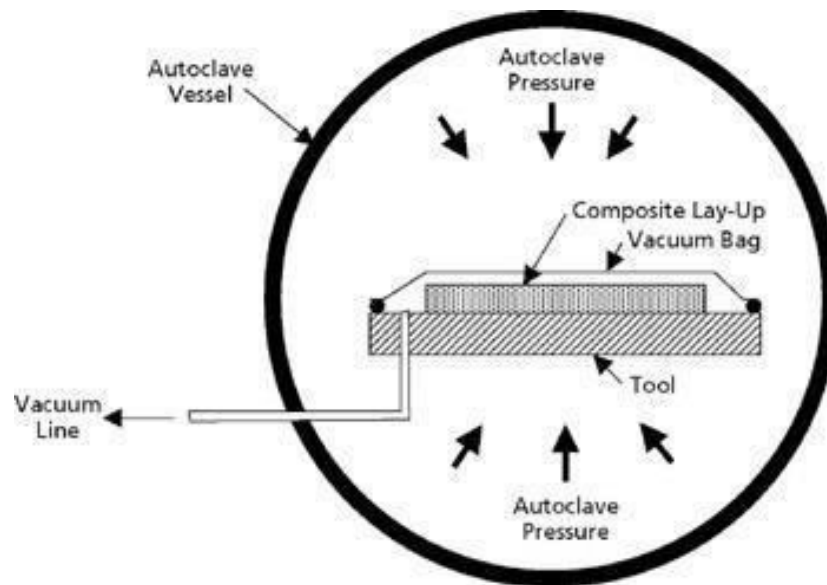 Autoclave
Vessel
Autoclave
Pressure
Composite Lay-Up
Vacuum Bag
Tool
Vacuum
Line
Autoclave
Pressure